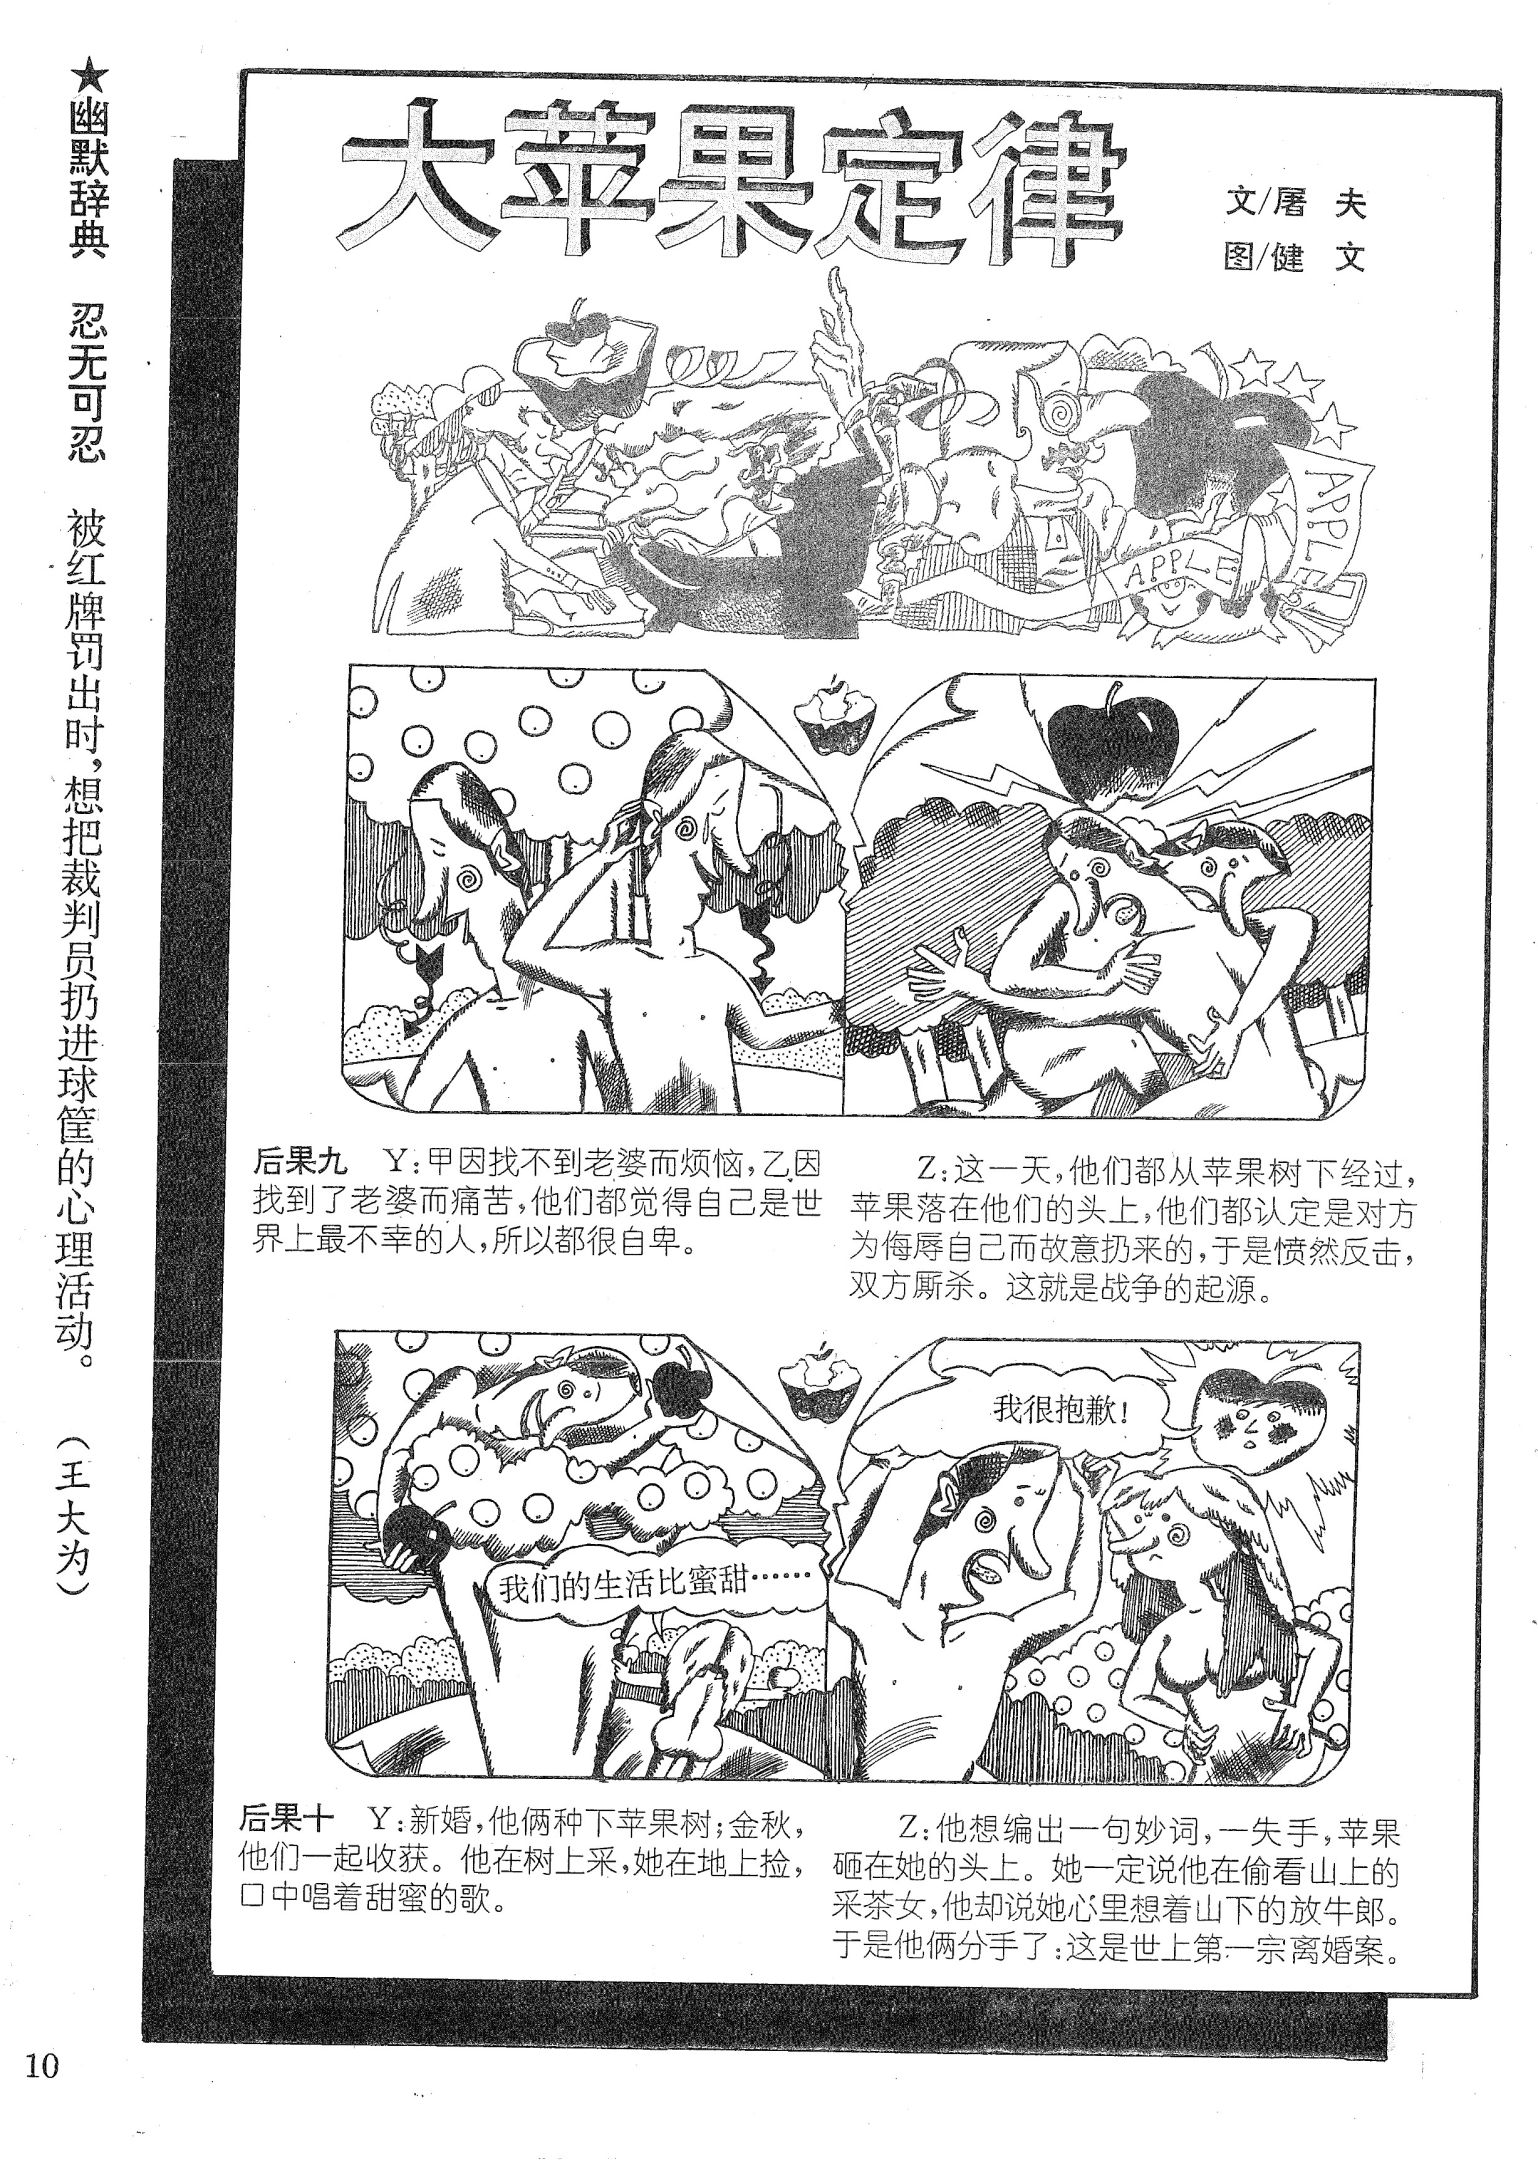 ★幽默辞典 忍无可忍 被红牌罚出时,想把裁判员扔进球筐的心理活动。 (王大为)
大苹果定律
文/屠 夫
图/健 文
APPLE
APPLE
后果九 Y:甲因找不到老婆而烦恼,乙因
找到了老婆而痛苦,他们都觉得自己是世
界上最不幸的人,所以都很自卑。
Z:这一天,他们都从苹果树下经过,
苹果落在他们的头上,他们都认定是对方
为侮辱自己而故意扔来的,于是愤然反击,
双方厮杀。这就是战争的起源。
我们的生活比蜜甜……
我很抱歉!
后果十 Y:新婚,他俩种下苹果树;金秋,
他们一起收获。他在树上采,她在地上捡,
口中唱着甜蜜的歌。
Z:他想编出一句妙词,一失手,苹果
砸在她的头上。她一定说他在偷看山上的
采茶女,他却说她心里想着山下的放牛郎。
于是他俩分手了:这是世上第一宗离婚案。
10